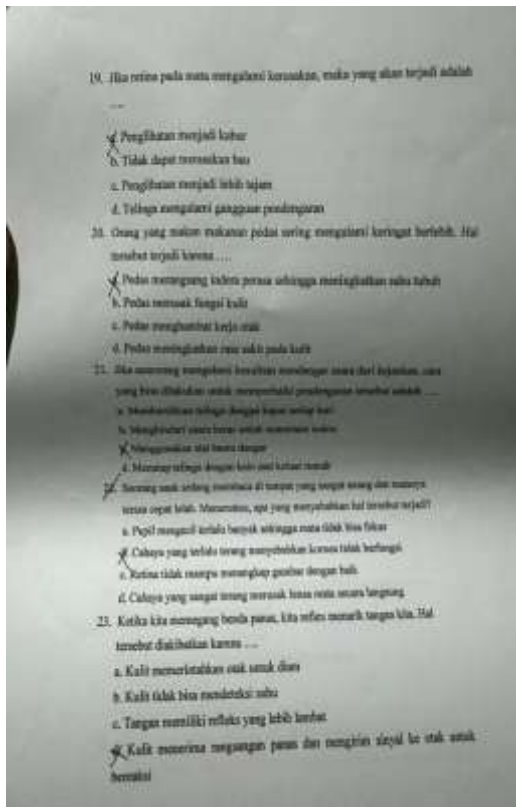 19. Jika retina pada mata mengalami kerusakan, maka yang akan terjadi adalah
....
a. Penglihatan menjadi kabur
b. Tidak dapat merasakan bau
c. Penglihatan menjadi lebih tajam
d. Telinga mengalami gangguan pendengaran
20. Orang yang makan makanan pedas sering mengalami keringat berlebih. Hal
tersebut terjadi karena ....
a. Pedas merangsang indera perasa sehingga meningkatkan suhu tubuh
b. Pedas merusak fungsi kulit
c. Pedas menghambat kerja otak
d. Pedas meningkatkan rasa sakit pada kulit
21. Jika seseorang mengalami kesulitan mendengar suara dari kejauhan, cara
yang bisa dilakukan untuk memperbaiki pendengaran tersebut adalah ....
a. Membersihkan telinga dengan kapas setiap hari
b. Menghindari suara keras untuk sementara waktu
c. Menggunakan alat bantu dengar
d. Menutup telinga dengan kain saat keluar rumah
22. Seorang anak sedang membaca di tempat yang sangat terang dan matanya
terasa cepat lelah. Menurutmu, apa yang menyebabkan hal tersebut terjadi?
a. Pupil mengecil terlalu banyak sehingga mata tidak bisa fokus
b. Cahaya yang terlalu terang menyebabkan kornea tidak berfungsi
c. Retina tidak mampu menangkap gambar dengan baik
d. Cahaya yang sangat terang merusak lensa mata secara langsung
23. Ketika kita memegang benda panas, kita refleks menarik tangan kita. Hal
tersebut diakibatkan karena ....
a. Kulit memerintahkan otak untuk diam
b. Kulit tidak bisa mendeteksi suhu
c. Tangan memiliki refleks yang lebih lambat
d. Kulit menerima rangsangan panas dan mengirim sinyal ke otak untuk
bereaksi